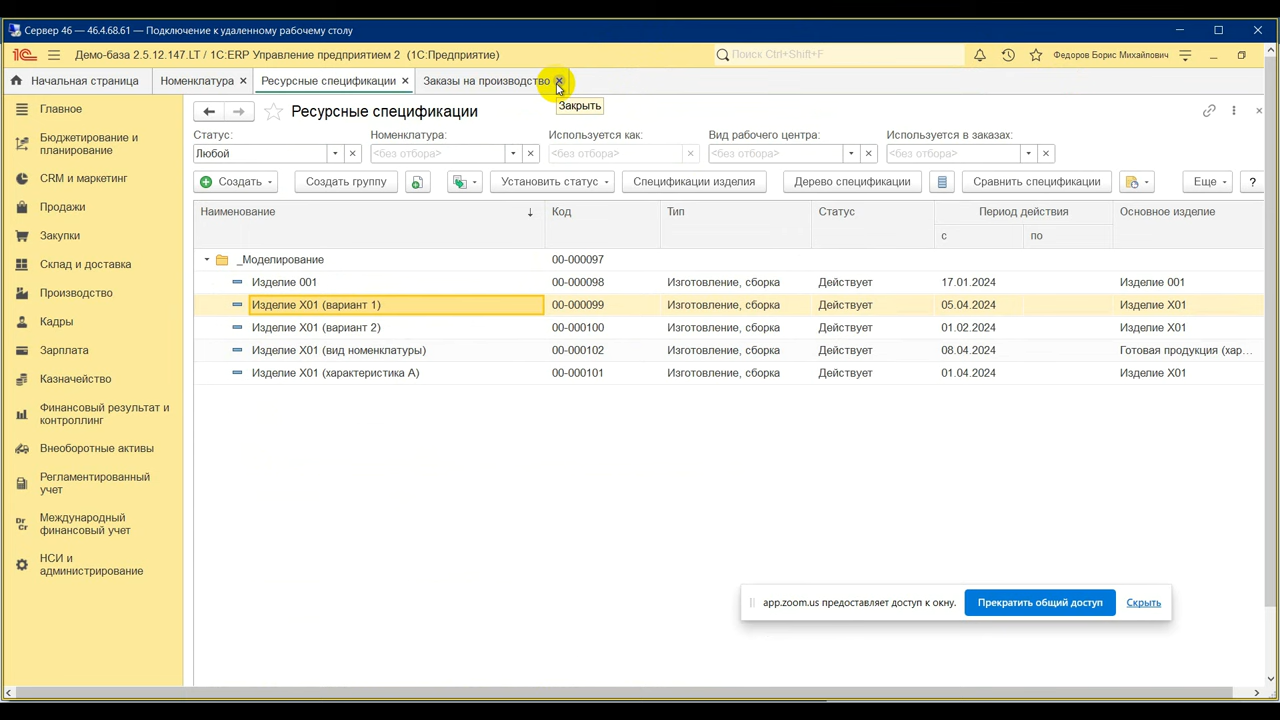 Сервер 46 — 46.4.68.61 — Подключение к удаленному рабочему столу
Демо-база 2.5.12.147.LT / 1С:ERP Управление предприятием 2 (1С:Предприятие)
Поиск Ctrl+Shift+F
Федоров Борис Михайлович
Начальная страница
Номенклатура
Ресурсные спецификации
Заказы на производство
Закрыть
Главное
Бюджетирование и
планирование
CRM и маркетинг
Продажи
Закупки
Склад и доставка
Производство
Кадры
Зарплата
Казначейство
Финансовый результат и
контроллинг
Внеоборотные активы
Регламентированный
учет
Международный
финансовый учет
НСИ и
администрирование
Ресурсные спецификации
Статус: Номенклатура: Используется как: Вид рабочего центра: Используется в заказах:
Любой <без отбора> <без отбора> <без отбора> <без отбора>
Создать Создать группу Установить статус Спецификации изделия Дерево спецификации Сравнить спецификации Еще ?
Наименование ↓ Код Тип Статус Период действия Основное изделие
с по
_Моделирование 00-000097
Изделие 001 00-000098 Изготовление, сборка Действует 17.01.2024 Изделие 001
Изделие X01 (вариант 1) 00-000099 Изготовление, сборка Действует 05.04.2024 Изделие X01
Изделие X01 (вариант 2) 00-000100 Изготовление, сборка Действует 01.02.2024 Изделие X01
Изделие X01 (вид номенклатуры) 00-000102 Изготовление, сборка Действует 08.04.2024 Готовая продукция (хар...
Изделие X01 (характеристика А) 00-000101 Изготовление, сборка Действует 01.04.2024 Изделие X01
app.zoom.us предоставляет доступ к окну. Прекратить общий доступ Скрыть